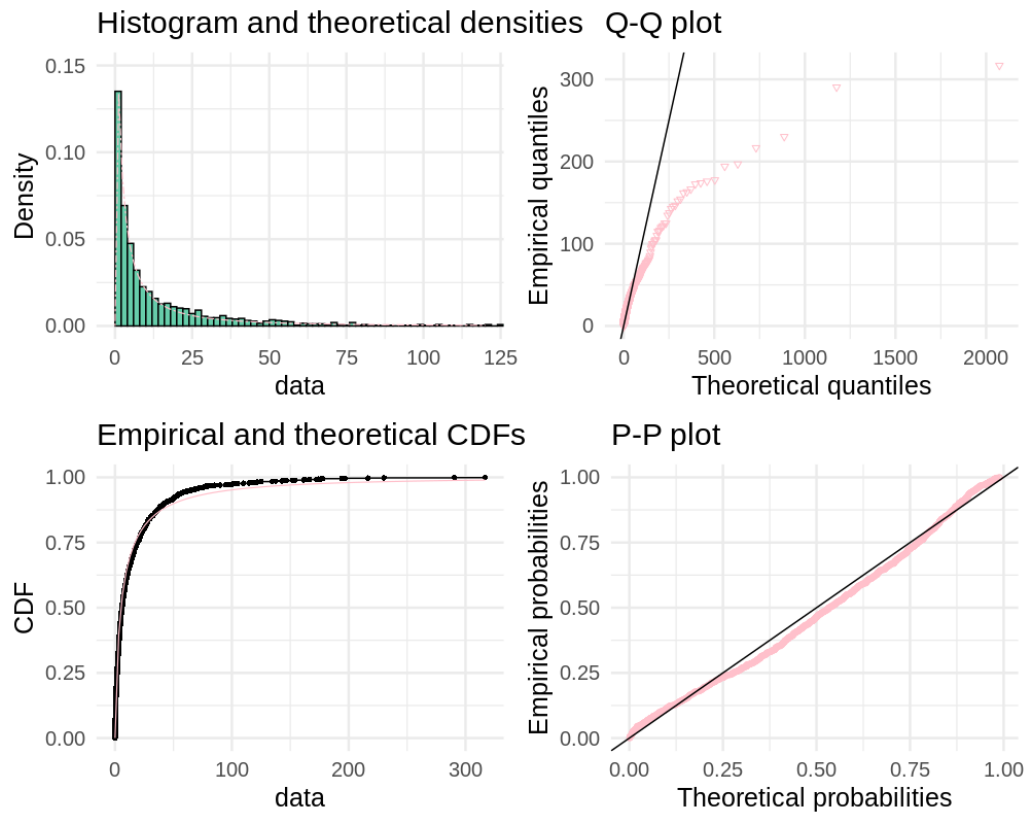 Histogram and theoretical densities
0.15
0.10
0.05
0.00
Density
0 25 50 75 100 125
data
Q-Q plot
300
200
100
0
Empirical quantiles
0 500 1000 1500 2000
Theoretical quantiles
Empirical and theoretical CDFs
1.00
0.75
0.50
0.25
0.00
CDF
0 100 200 300
data
P-P plot
1.00
0.75
0.50
0.25
0.00
Empirical probabilities
0.00 0.25 0.50 0.75 1.00
Theoretical probabilities